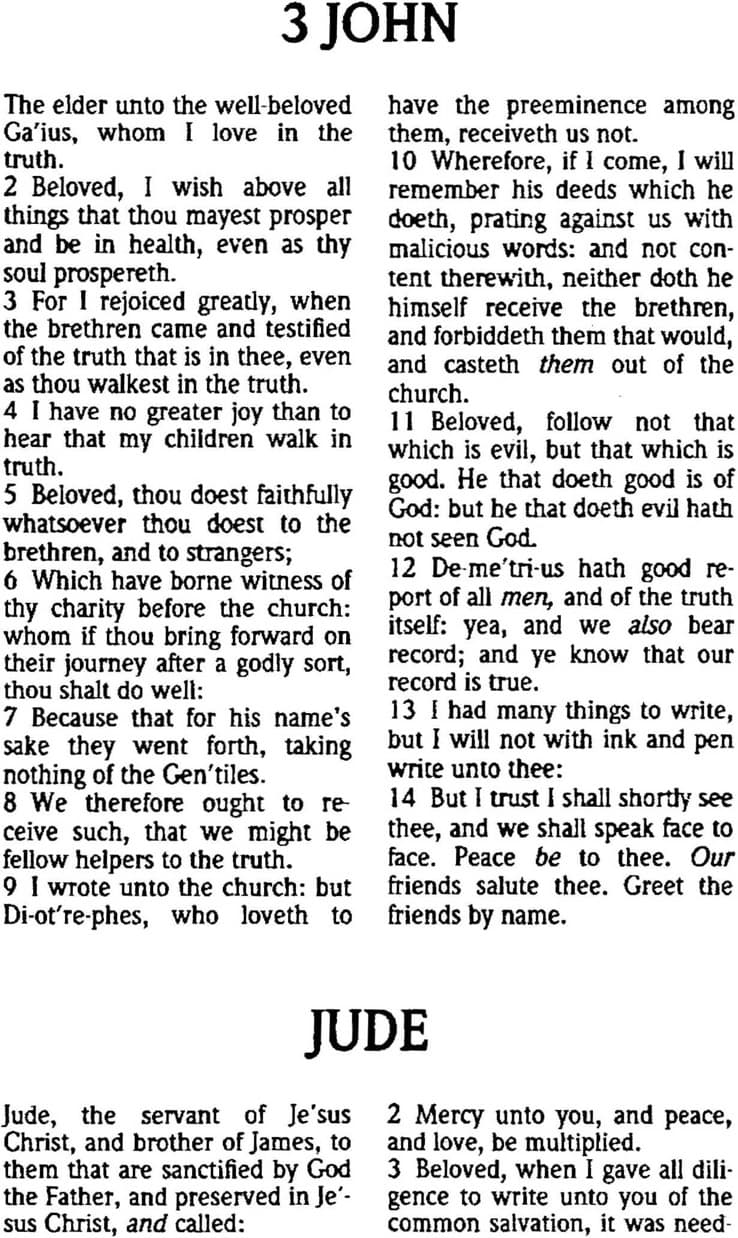 3 JOHN
The elder unto the well-beloved
Ga'ius, whom I love in the
truth.
2 Beloved, I wish above all
things that thou mayest prosper
and be in health, even as thy
soul prospereth.
3 For I rejoiced greatly, when
the brethren came and testified
of the truth that is in thee, even
as thou walkest in the truth.
4 I have no greater joy than to
hear that my children walk in
truth.
5 Beloved, thou doest faithfully
whatsoever thou doest to the
brethren, and to strangers;
6 Which have borne witness of
thy charity before the church:
whom if thou bring forward on
their journey after a godly sort,
thou shalt do well:
7 Because that for his name's
sake they went forth, taking
nothing of the Gen'tiles.
8 We therefore ought to re-
ceive such, that we might be
fellow helpers to the truth.
9 I wrote unto the church: but
Di-ot're-phes, who loveth to
have the preeminence among
them, receiveth us not.
10 Wherefore, if I come, I will
remember his deeds which he
doeth, prating against us with
malicious words: and not con-
tent therewith, neither doth he
himself receive the brethren,
and forbiddeth them that would,
and casteth them out of the
church.
11 Beloved, follow not that
which is evil, but that which is
good. He that doeth good is of
God: but he that doeth evil hath
not seen God.
12 De-me'tri-us hath good re-
port of all men, and of the truth
itself: yea, and we also bear
record; and ye know that our
record is true.
13 I had many things to write,
but I will not with ink and pen
write unto thee:
14 But I trust I shall shortly see
thee, and we shall speak face to
face. Peace be to thee. Our
friends salute thee. Greet the
friends by name.
JUDE
Jude, the servant of Je'sus
Christ, and brother of James, to
them that are sanctified by God
the Father, and preserved in Je'-
sus Christ, and called:
2 Mercy unto you, and peace,
and love, be multiplied.
3 Beloved, when I gave all dili-
gence to write unto you of the
common salvation, it was need-